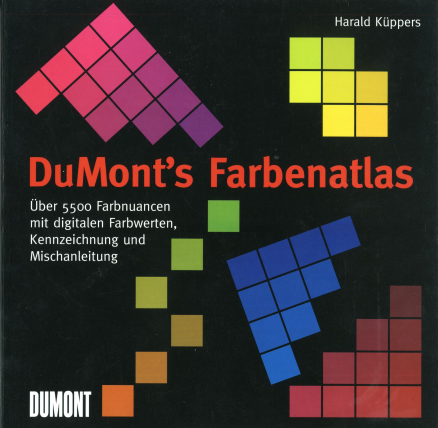 Harald Küppers
DuMont's Farbenatlas
Über 5500 Farbnuancen
mit digitalen Farbwerten,
Kennzeichnung und
Mischanleitung
DUMONT